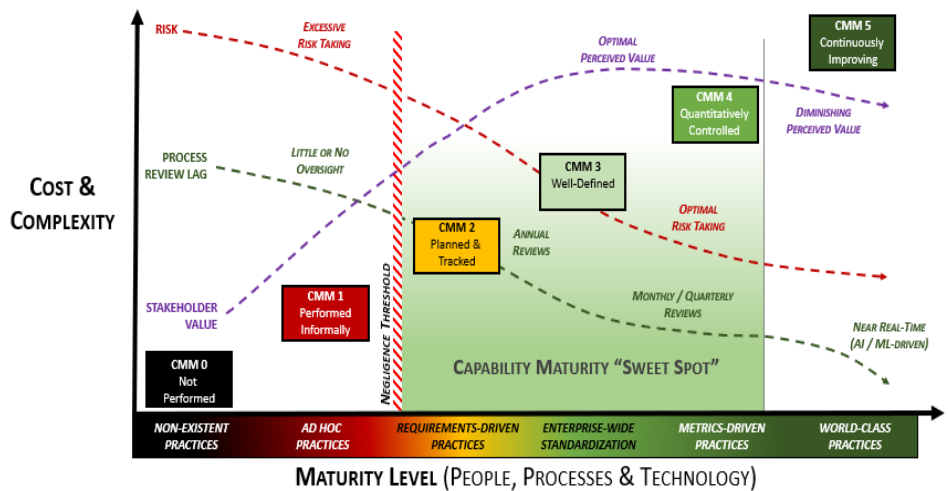 RISK
EXCESSIVE
RISK TAKING
OPTIMAL
PERCEIVED VALUE
CMM 5
Continuously
Improving
CMM 4
Quantitatively
Controlled
DIMINISHING
PERCEIVED VALUE
PROCESS
REVIEW LAG
LITTLE OR NO
OVERSIGHT
CMM 3
Well-Defined
COST &
COMPLEXITY
CMM 2
Planned &
Tracked
ANNUAL
REVIEWS
OPTIMAL
RISK TAKING
STAKEHOLDER
VALUE
CMM 1
Performed
Informally
NEGLIGENCE THRESHOLD
MONTHLY / QUARTERLY
REVIEWS
NEAR REAL-TIME
(AI / ML-DRIVEN)
CMM 0
Not
Performed
CAPABILITY MATURITY “SWEET SPOT”
NON-EXISTENT
PRACTICES
AD HOC
PRACTICES
REQUIREMENTS-DRIVEN
PRACTICES
ENTERPRISE-WIDE
STANDARDIZATION
METRICS-DRIVEN
PRACTICES
WORLD-CLASS
PRACTICES
MATURITY LEVEL (PEOPLE, PROCESSES & TECHNOLOGY)